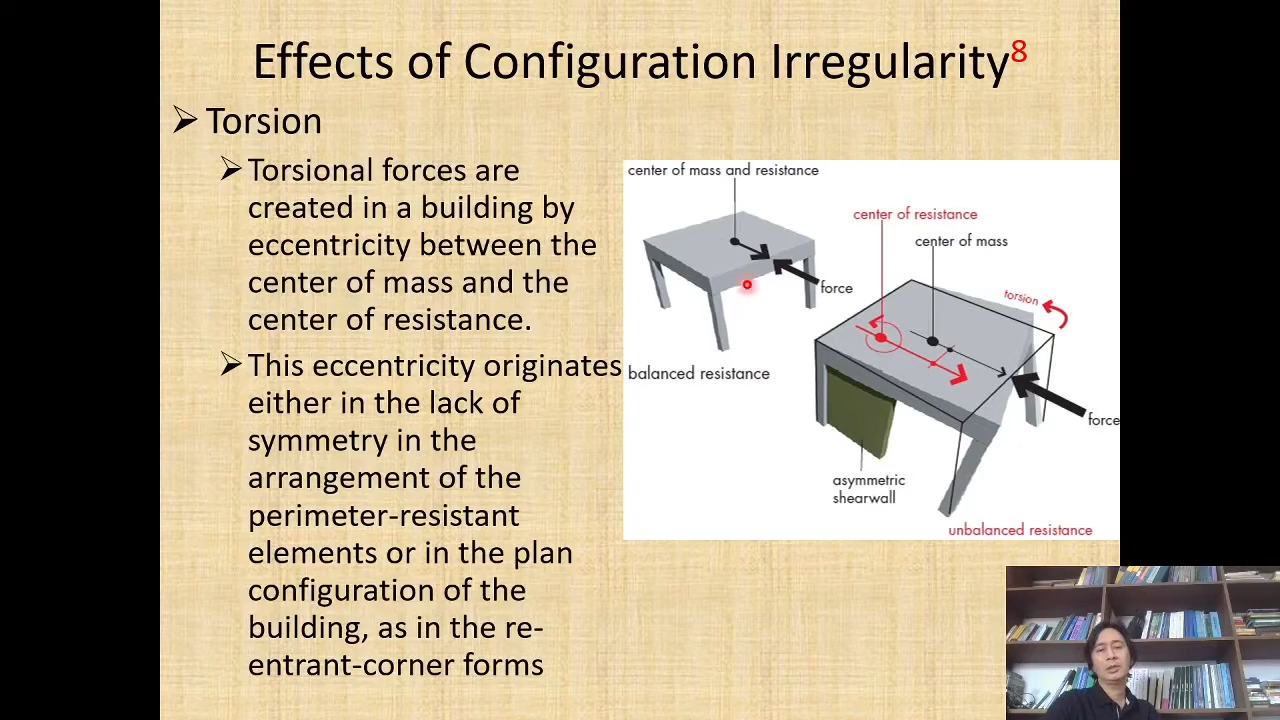 Effects of Configuration Irregularity8
➢ Torsion
➢ Torsional forces are
created in a building by
eccentricity between the
center of mass and the
center of resistance.
➢ This eccentricity originates
either in the lack of
symmetry in the
arrangement of the
perimeter-resistant
elements or in the plan
configuration of the
building, as in the re-
entrant-corner forms
center of mass and resistance
force
balanced resistance
center of resistance
center of mass
torsion
force
asymmetric
shearwall
unbalanced resistance